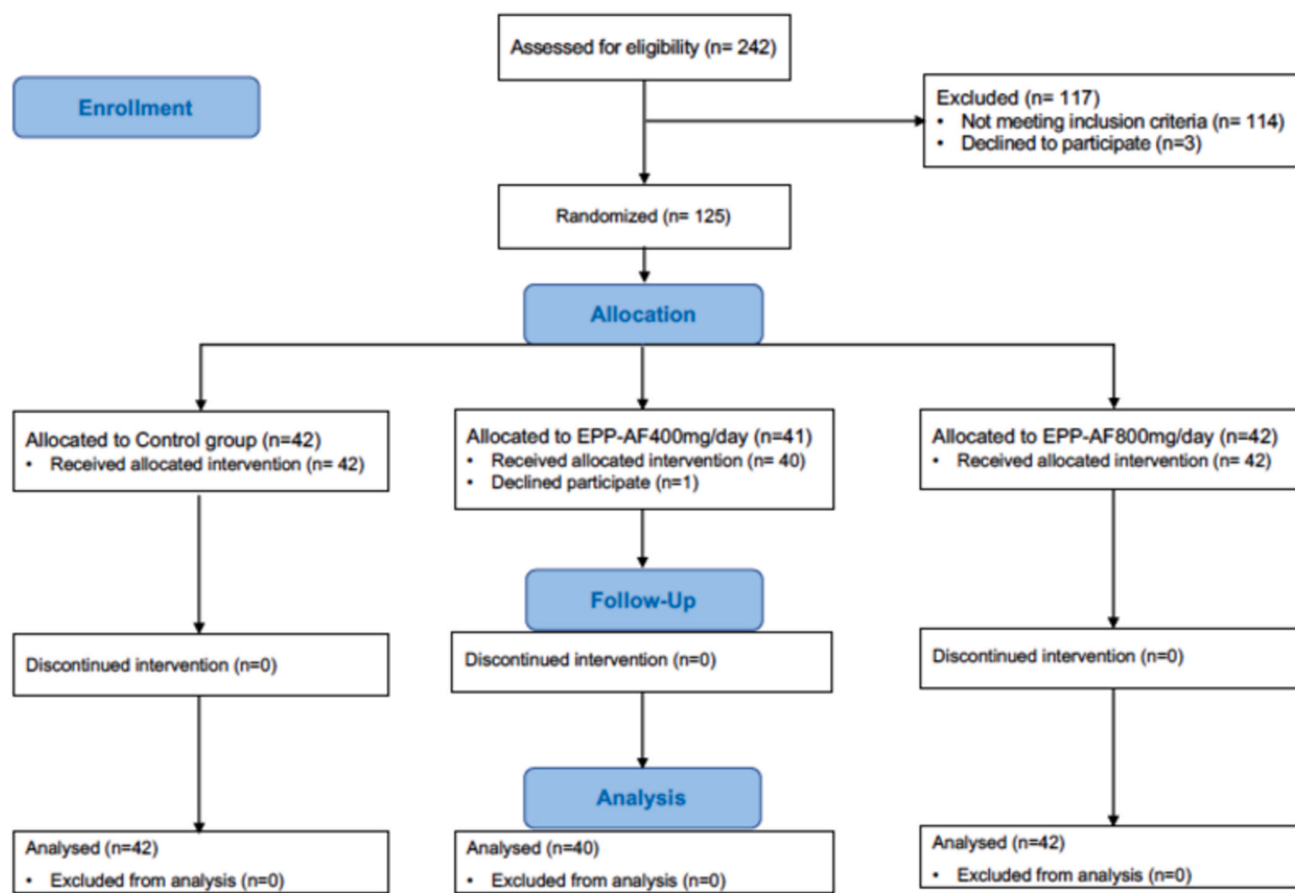 Assessed for eligibility (n= 242)
Enrollment
Excluded (n= 117)
• Not meeting inclusion criteria (n= 114)
• Declined to participate (n=3)
Randomized (n= 125)
Allocation
Allocated to Control group (n=42)
• Received allocated intervention (n= 42)
Allocated to EPP-AF400mg/day (n=41)
• Received allocated intervention (n= 40)
• Declined participate (n=1)
Allocated to EPP-AF800mg/day (n=42)
• Received allocated intervention (n= 42)
Follow-Up
Discontinued intervention (n=0)
Discontinued intervention (n=0)
Discontinued intervention (n=0)
Analysis
Analysed (n=42)
• Excluded from analysis (n=0)
Analysed (n=40)
• Excluded from analysis (n=0)
Analysed (n=42)
• Excluded from analysis (n=0)